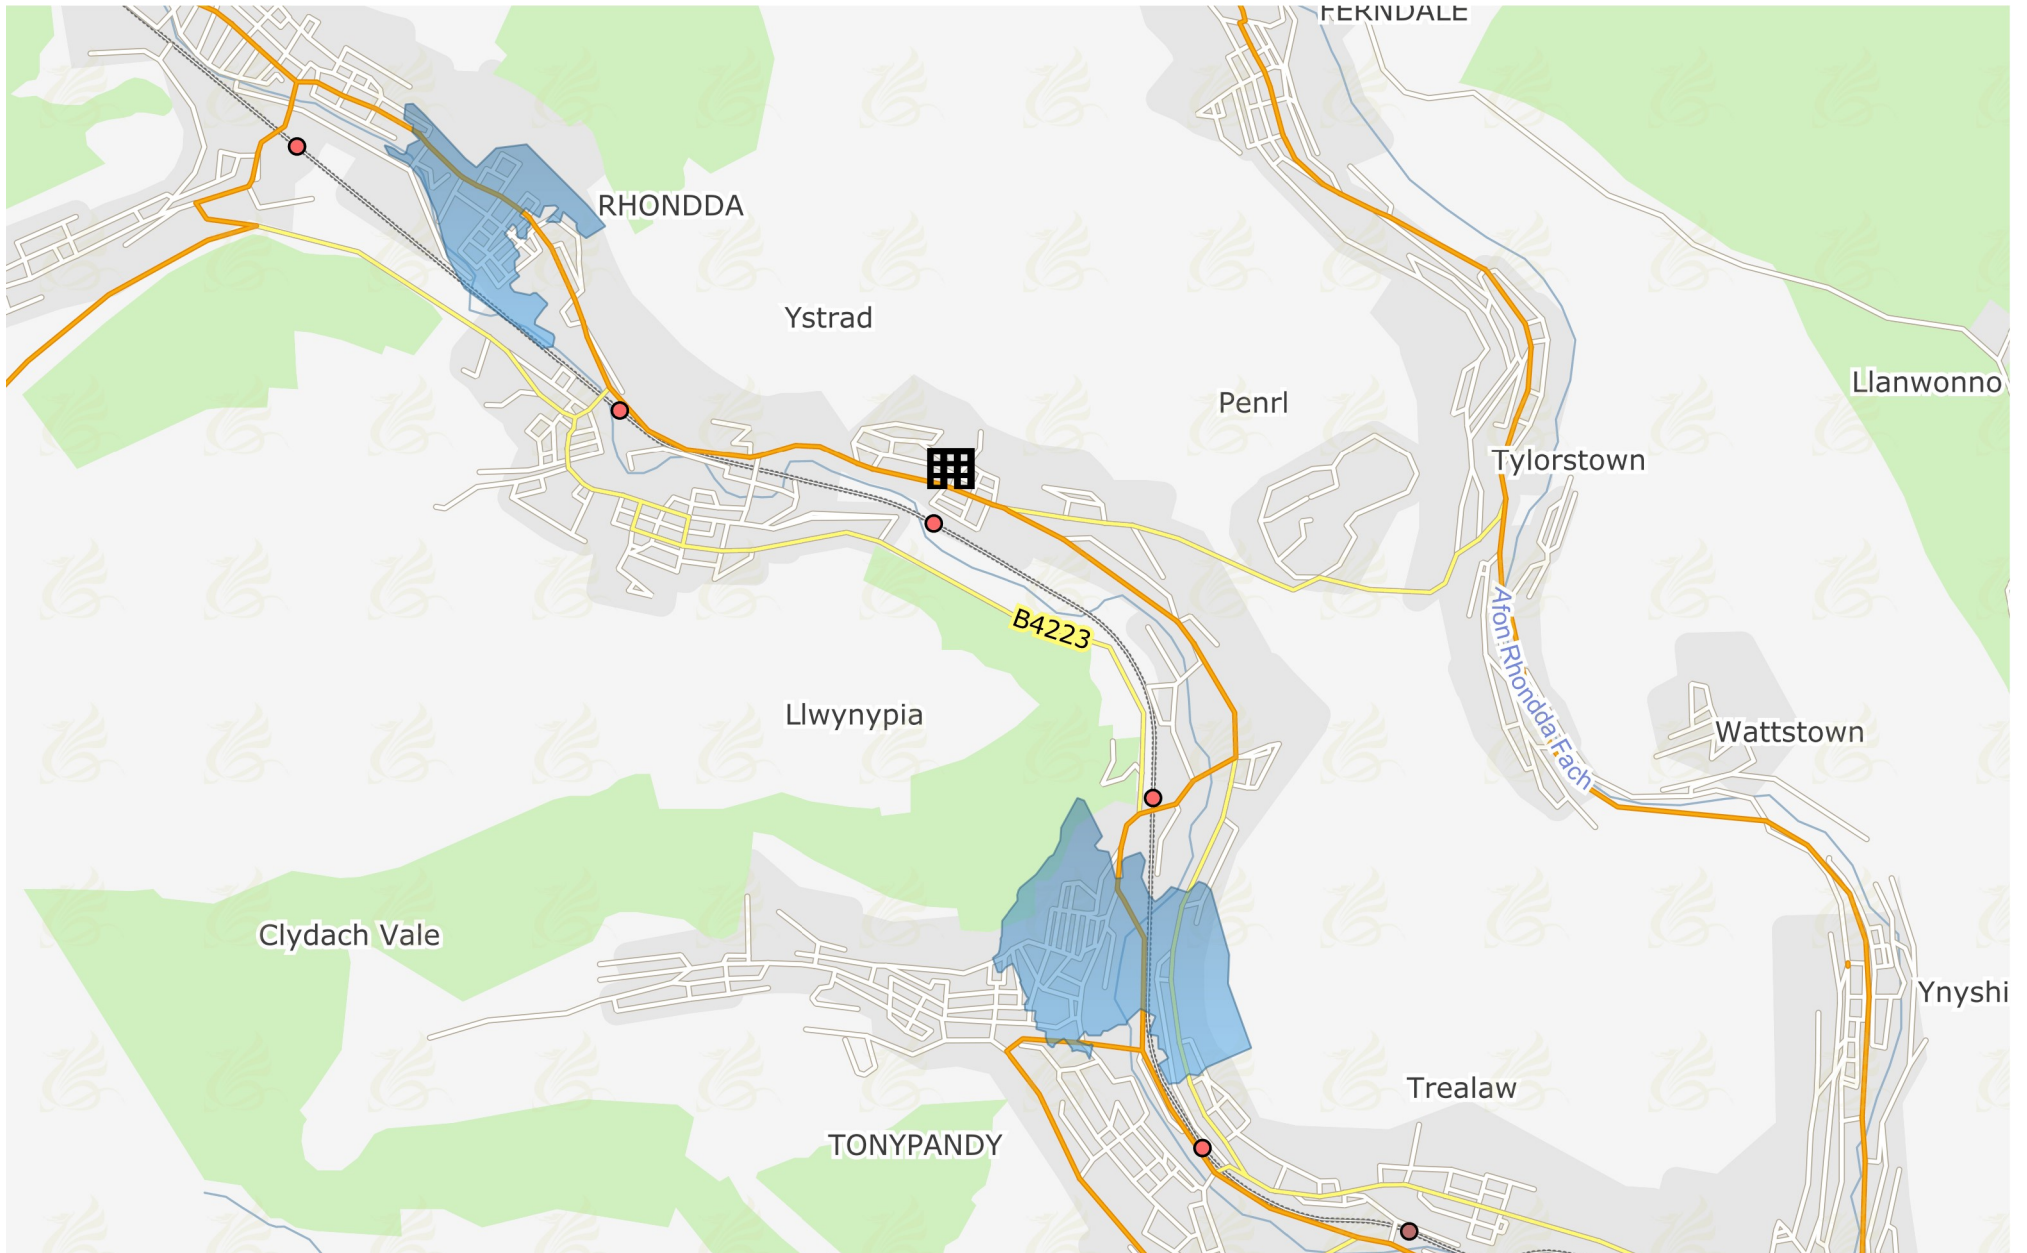 FERNDALE
RHONDDA
Ystrad
Llanwonno
Penrl
Tylorstown
B4223
Afon Rhondda Fach
Llwynypia
Wattstown
Clydach Vale
Ynyshi
Trealaw
TONYPANDY